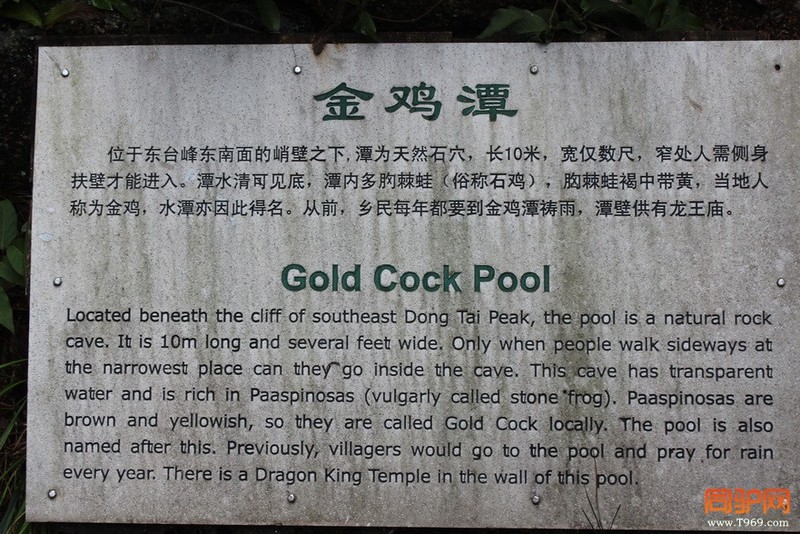 金鸡潭
位于东台峰东南面的峭壁之下,潭为天然石穴，长10米，宽仅数尺，窄处人需侧身
扶壁才能进入。潭水清可见底，潭内多朐棘蛙（俗称石鸡），朐棘蛙褐中带黄，当地人
称为金鸡，水潭亦因此得名。从前，乡民每年都要到金鸡潭祷雨，潭壁供有龙王庙。
Gold Cock Pool
Located beneath the cliff of southeast Dong Tai Peak, the pool is a natural rock
cave. It is 10m long and several feet wide. Only when people walk sideways at
the narrowest place can they go inside the cave. This cave has transparent
water and is rich in Paaspinosas (vulgarly called stone frog). Paaspinosas are
brown and yellowish, so they are called Gold Cock locally. The pool is also
named after this. Previously, villagers would go to the pool and pray for rain
every year. There is a Dragon King Temple in the wall of this pool.
www.T969.com